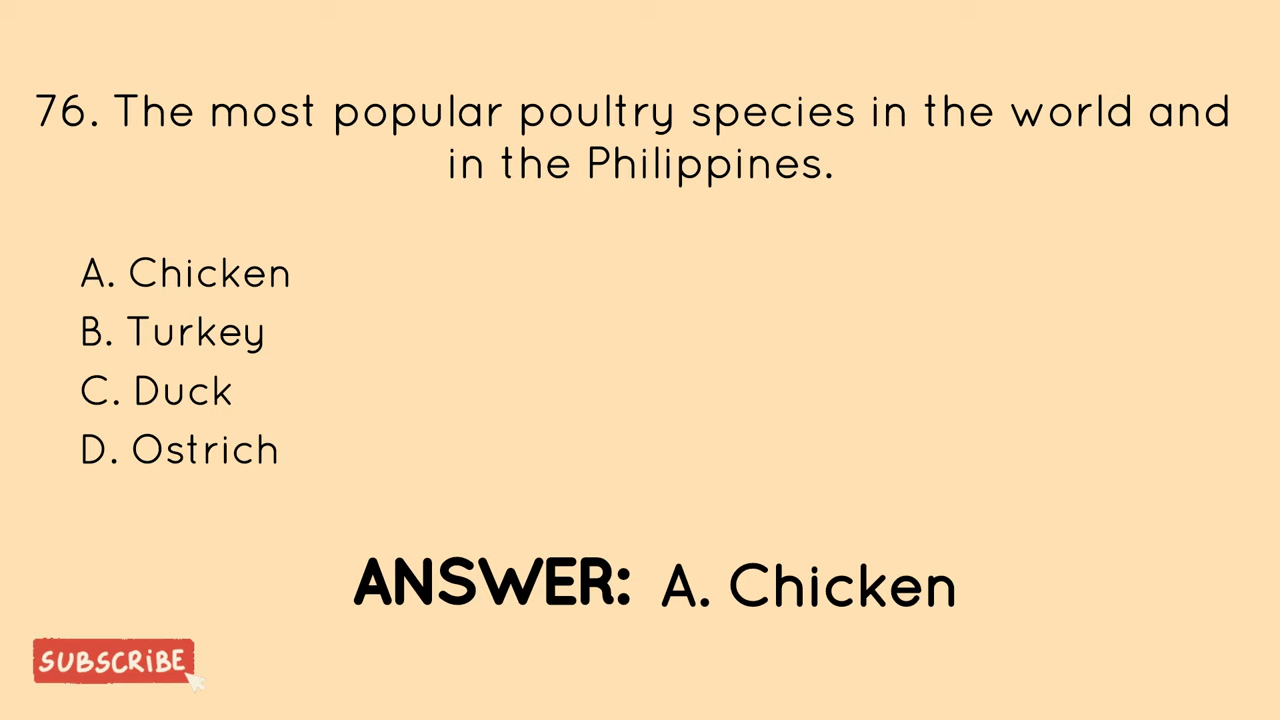 76. The most popular poultry species in the world and
in the Philippines.
A. Chicken
B. Turkey
C. Duck
D. Ostrich
ANSWER: A. Chicken
SUBSCRIBE